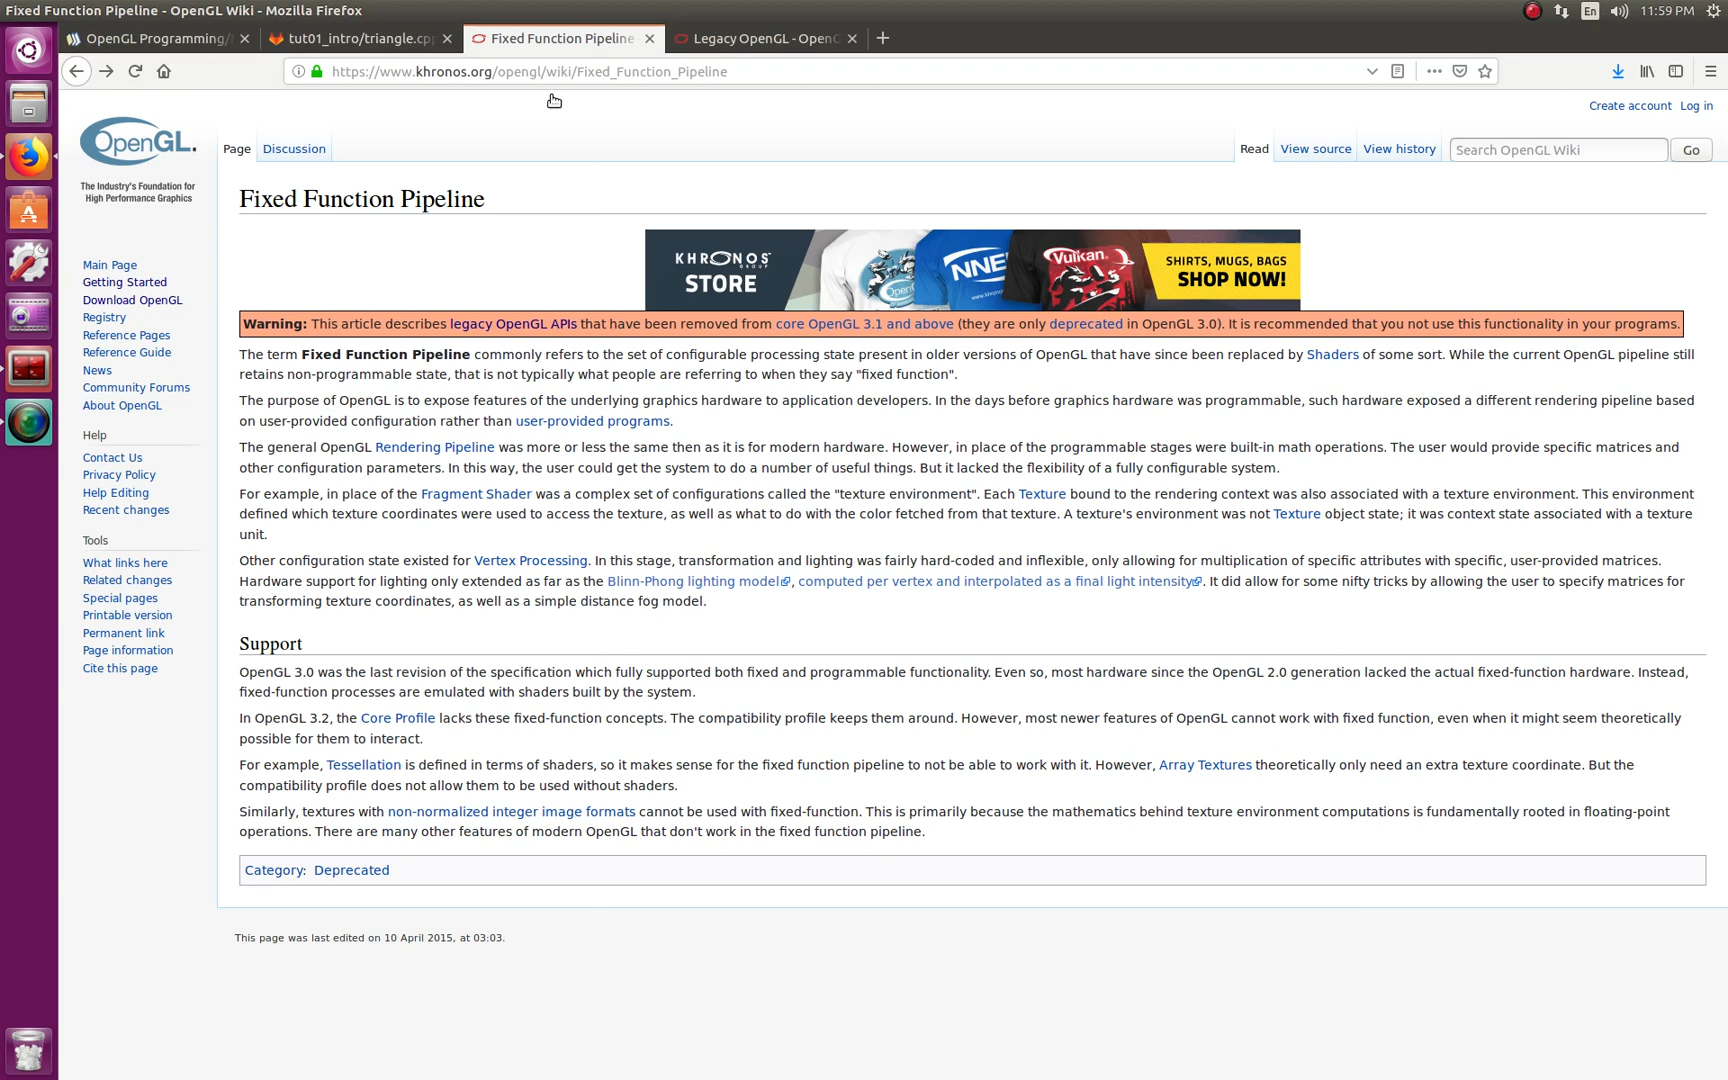 Fixed Function Pipeline - OpenGL Wiki - Mozilla Firefox
En
11:59 PM
OpenGL Programming/
tut01_intro/triangle.cp
Fixed Function Pipeline
Legacy OpenGL - OpenG
https://www.khronos.org/opengl/wiki/Fixed_Function_Pipeline
Create account Log in
OpenGL.
The Industry's Foundation for
High Performance Graphics
Page Discussion
Read View source View history
Search OpenGL Wiki
Go
Fixed Function Pipeline
KHRONOS
GROUP
STORE
OpenGL
NNE
Vulkan.
SHIRTS, MUGS, BAGS
SHOP NOW!
Main Page
Getting Started
Download OpenGL
Registry
Reference Pages
Reference Guide
News
Community Forums
About OpenGL
Help
Contact Us
Privacy Policy
Help Editing
Recent changes
Tools
What links here
Related changes
Special pages
Printable version
Permanent link
Page information
Cite this page
Warning: This article describes legacy OpenGL APIs that have been removed from core OpenGL 3.1 and above (they are only deprecated in OpenGL 3.0). It is recommended that you not use this functionality in your programs.
The term Fixed Function Pipeline commonly refers to the set of configurable processing state present in older versions of OpenGL that have since been replaced by Shaders of some sort. While the current OpenGL pipeline still
retains non-programmable state, that is not typically what people are referring to when they say "fixed function".
The purpose of OpenGL is to expose features of the underlying graphics hardware to application developers. In the days before graphics hardware was programmable, such hardware exposed a different rendering pipeline based
on user-provided configuration rather than user-provided programs.
The general OpenGL Rendering Pipeline was more or less the same then as it is for modern hardware. However, in place of the programmable stages were built-in math operations. The user would provide specific matrices and
other configuration parameters. In this way, the user could get the system to do a number of useful things. But it lacked the flexibility of a fully configurable system.
For example, in place of the Fragment Shader was a complex set of configurations called the "texture environment". Each Texture bound to the rendering context was also associated with a texture environment. This environment
defined which texture coordinates were used to access the texture, as well as what to do with the color fetched from that texture. A texture's environment was not Texture object state; it was context state associated with a texture
unit.
Other configuration state existed for Vertex Processing. In this stage, transformation and lighting was fairly hard-coded and inflexible, only allowing for multiplication of specific attributes with specific, user-provided matrices.
Hardware support for lighting only extended as far as the Blinn-Phong lighting model, computed per vertex and interpolated as a final light intensity. It did allow for some nifty tricks by allowing the user to specify matrices for
transforming texture coordinates, as well as a simple distance fog model.
Support
OpenGL 3.0 was the last revision of the specification which fully supported both fixed and programmable functionality. Even so, most hardware since the OpenGL 2.0 generation lacked the actual fixed-function hardware. Instead,
fixed-function processes are emulated with shaders built by the system.
In OpenGL 3.2, the Core Profile lacks these fixed-function concepts. The compatibility profile keeps them around. However, most newer features of OpenGL cannot work with fixed function, even when it might seem theoretically
possible for them to interact.
For example, Tessellation is defined in terms of shaders, so it makes sense for the fixed function pipeline to not be able to work with it. However, Array Textures theoretically only need an extra texture coordinate. But the
compatibility profile does not allow them to be used without shaders.
Similarly, textures with non-normalized integer image formats cannot be used with fixed-function. This is primarily because the mathematics behind texture environment computations is fundamentally rooted in floating-point
operations. There are many other features of modern OpenGL that don't work in the fixed function pipeline.
Category: Deprecated
This page was last edited on 10 April 2015, at 03:03.